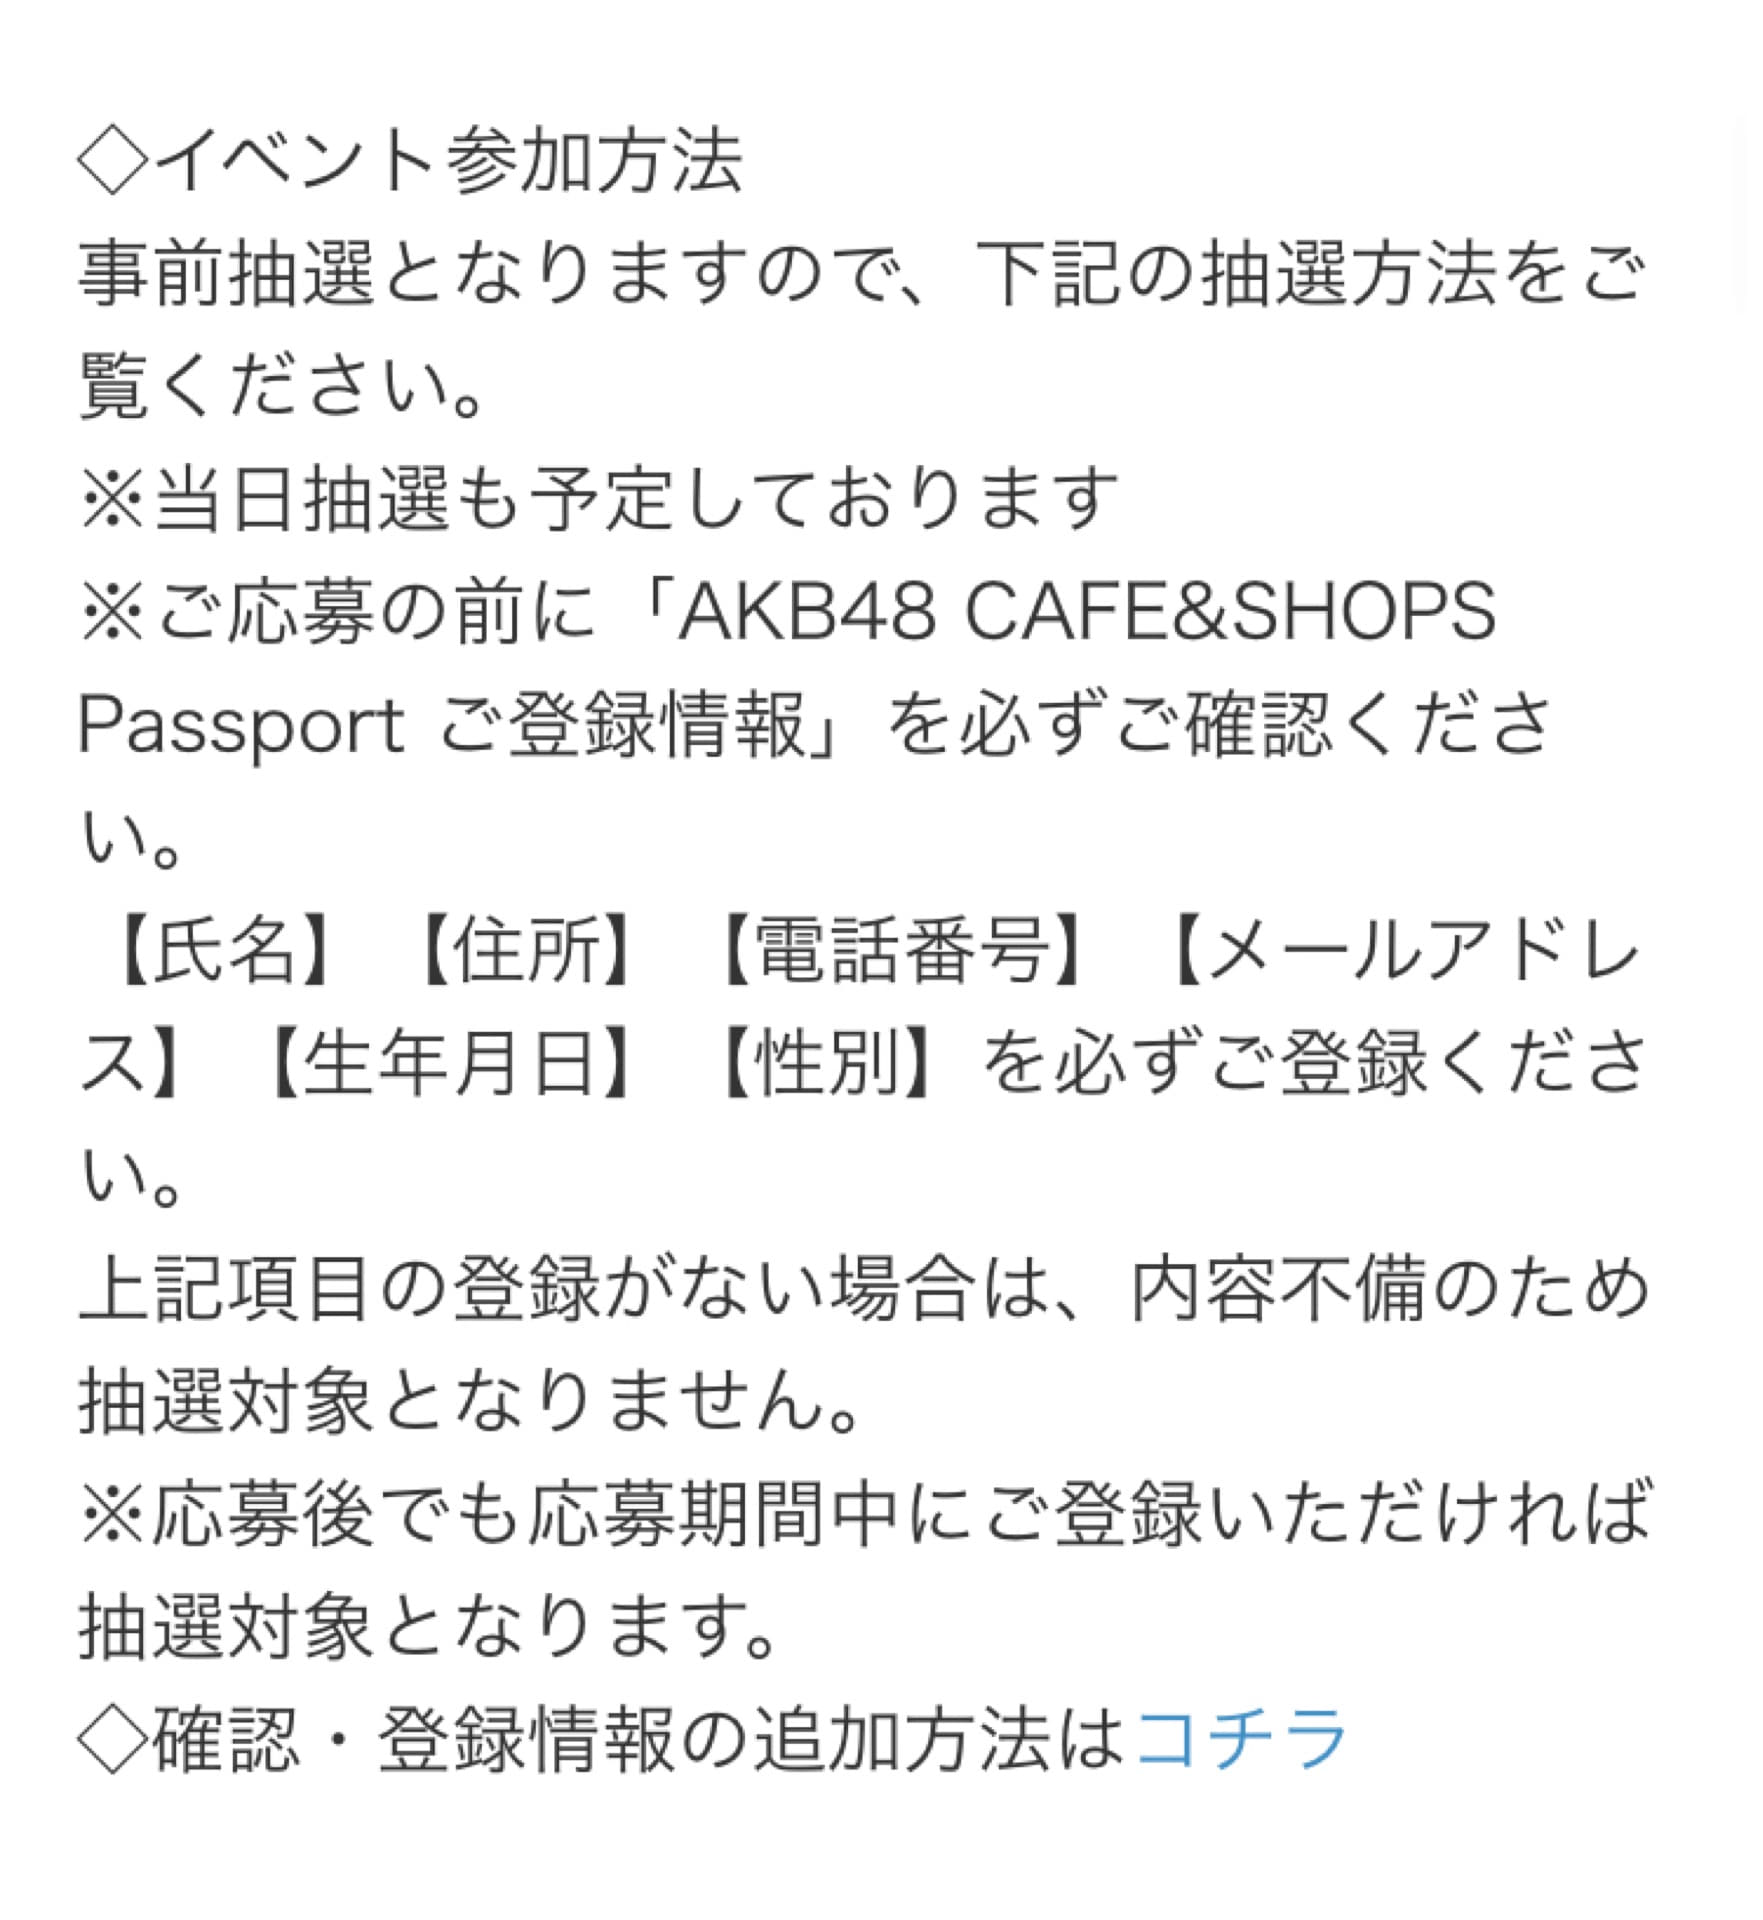 ◇イベント参加方法
事前抽選となりますので、下記の抽選方法をご
覧ください。
※当日抽選も予定しております
※ご応募の前に「AKB48 CAFE&SHOPS
Passport ご登録情報」を必ずご確認くださ
い。
【氏名】【住所】【電話番号】【メールアドレ
ス】【生年月日】【性別】を必ずご登録くださ
い。
上記項目の登録がない場合は、内容不備のため
抽選対象となりません。
※応募後でも応募期間中にご登録いただければ
抽選対象となります。
◇確認・登録情報の追加方法はコチラ